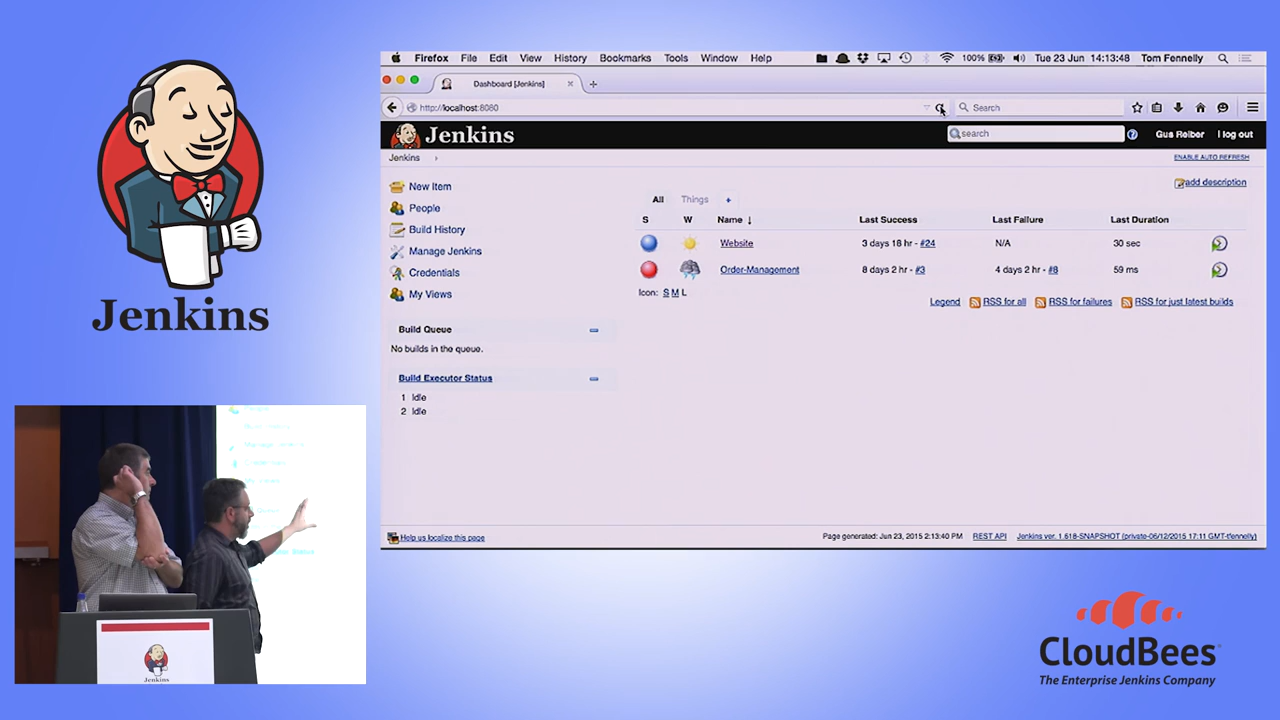 Jenkins
Firefox File Edit View History Bookmarks Tools Window Help 100% Tue 23 Jun 14:13:48 Tom Fennelly
Dashboard [Jenkins]
http://localhost:8080 Search
Jenkins search Gus Reiber | log out
Jenkins ENABLE AUTO REFRESH
New Item
People
Build History
Manage Jenkins
Credentials
My Views
Build Queue
No builds in the queue.
Build Executor Status
1 Idle
2 Idle
add description
All Things +
S W Name ↓ Last Success Last Failure Last Duration
Website 3 days 18 hr - #24 N/A 30 sec
Order-Management 8 days 2 hr - #3 4 days 2 hr - #8 59 ms
Icon: S M L
Legend RSS for all RSS for failures RSS for just latest builds
Help us localize this page Page generated: Jun 23, 2015 2:13:40 PM REST API Jenkins ver. 1.618-SNAPSHOT (private-06/12/2015 17:11 GMT-tfennelly)
Jenkins
CloudBees
The Enterprise Jenkins Company